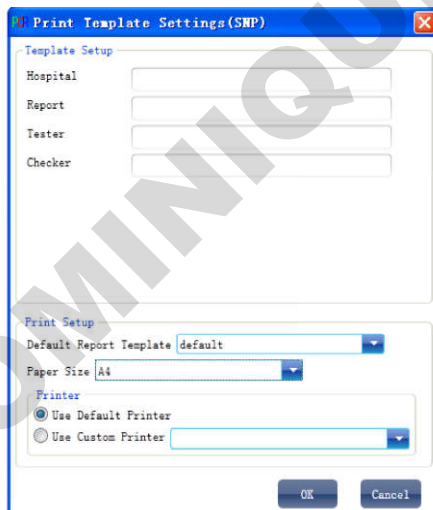 Print Template Settings(SNP)
Template Setup
Hospital
Report
Tester
Checker
Print Setup
Default Report Template default
Paper Size A4
Printer
Use Default Printer
Use Custom Printer
OK Cancel